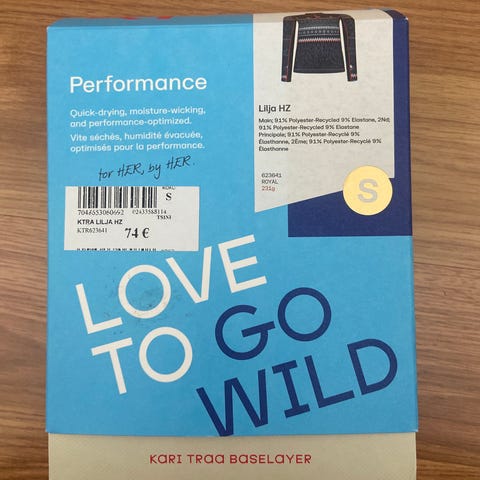 Performance
Quick-drying, moisture-wicking,
and performance-optimized.
Vite séchés, humidité évacuée,
optimisés pour la performance.
for HER, by HER.
Lilja HZ
Main; 91% Polyester-Recycled 9% Elastane, 2Nd;
91% Polyester-Recycled 9% Elastane
Principale; 91% Polyester-Recyclé 9%
Élasthanne, 2Ème; 91% Polyester-Recyclé 9%
Élasthanne
623641
ROYAL
231g
S
S
KTRA LILJA HZ
KTR623641
74 €
LOVE
TO GO
WILD
KARI TRAA BASELAYER